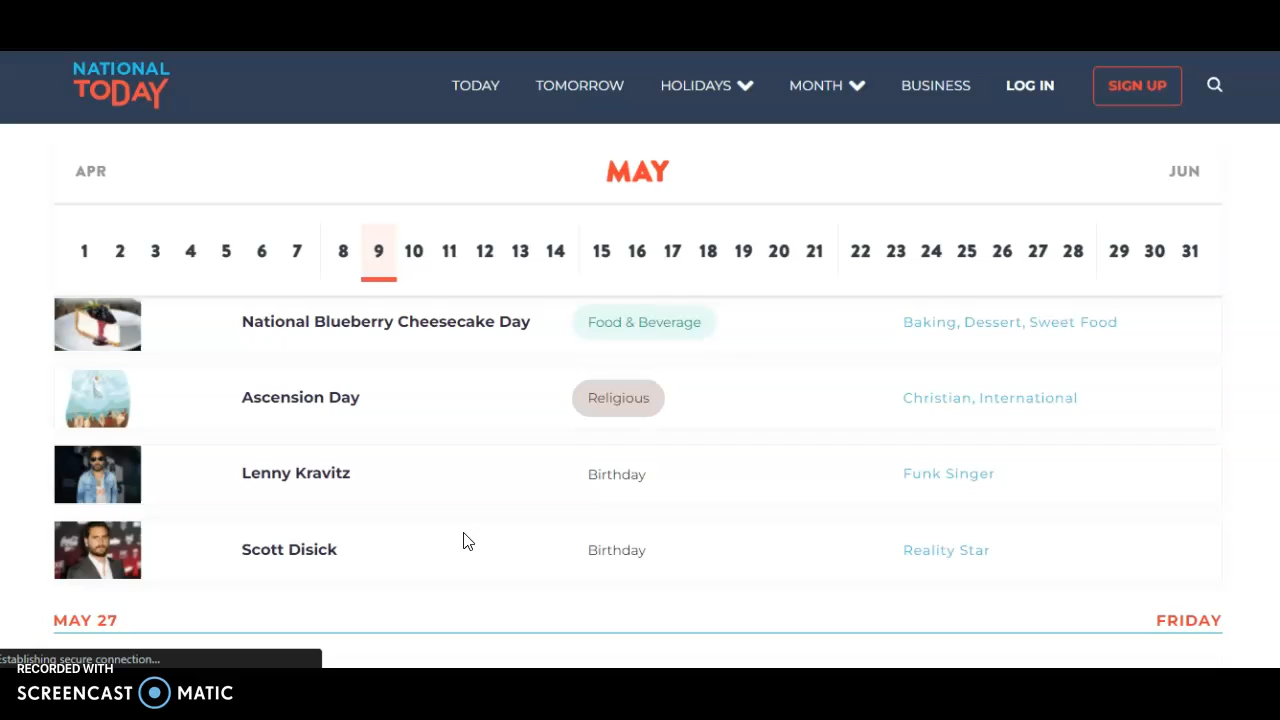 NATIONAL
TODAY
TODAY TOMORROW HOLIDAYS MONTH BUSINESS LOG IN SIGN UP
APR MAY JUN
1 2 3 4 5 6 7 8 9 10 11 12 13 14 15 16 17 18 19 20 21 22 23 24 25 26 27 28 29 30 31
National Blueberry Cheesecake Day Food & Beverage Baking, Dessert, Sweet Food
Ascension Day Religious Christian, International
Lenny Kravitz Birthday Funk Singer
Scott Disick Birthday Reality Star
MAY 27 FRIDAY
Establishing secure connection...
RECORDED WITH
SCREENCAST MATIC